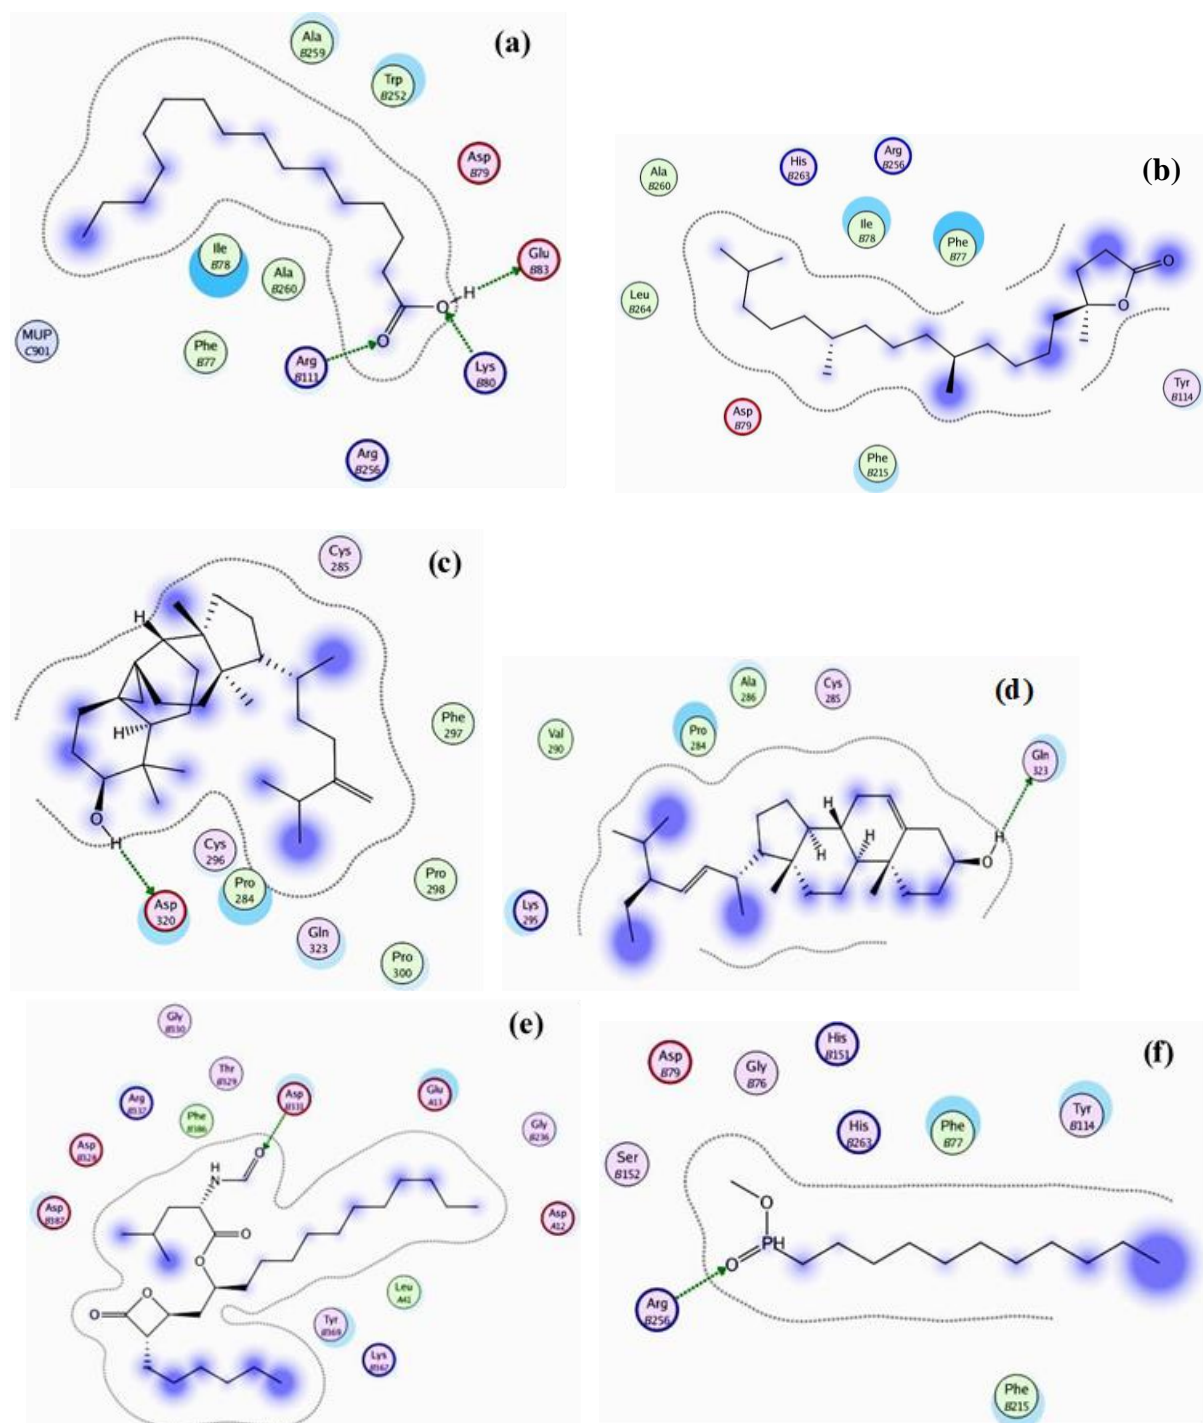 (a)
Ala
B259
Trp
B252
Asp
B79
Glu
B83
H
O
O
Ile
B78
Ala
B260
MUP
C901
Phe
B77
Arg
B111
Lys
B80
Arg
B256
(b)
His
B263
Arg
B256
Ala
B260
Ile
B78
Phe
B77
O
O
Leu
B264
Tyr
B114
Asp
B79
Phe
B215
(c)
Cys
285
H
Phe
297
H
O
H
Cys
296
Pro
284
Pro
298
Asp
320
Gln
323
Pro
300
(d)
Ala
286
Cys
285
Val
290
Pro
284
Gln
323
H
H
H
H
O
Lys
295
(e)
Gly
B530
Thr
B329
Arg
B537
Asp
B331
Glu
A13
Phe
B386
Gly
B236
Asp
B328
H
N
O
Asp
B387
Asp
A12
O
O
O
O
Leu
A41
Tyr
B369
Lys
B367
(f)
His
B151
Asp
B79
Gly
B76
Tyr
B114
His
B263
Phe
B77
Ser
B152
O
PH
O
Arg
B256
Phe
B215